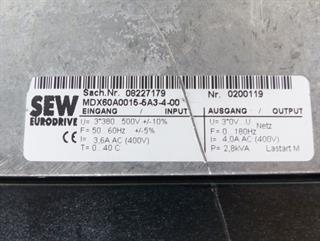 Sach.Nr. 08227179 Nr. 0200119
MDX60A0015-5A3-4-00
EINGANG / INPUT AUSGANG / OUTPUT
SEW
EURODRIVE
U= 3*380..500V +/-10% U= 3*0V..U Netz
F= 50..60Hz +/-5% F= 0..180Hz
I= 3,6A AC (400V) I= 4,0A AC (400V)
T= 0..40 C P= 2,8kVA Lastart M
CE